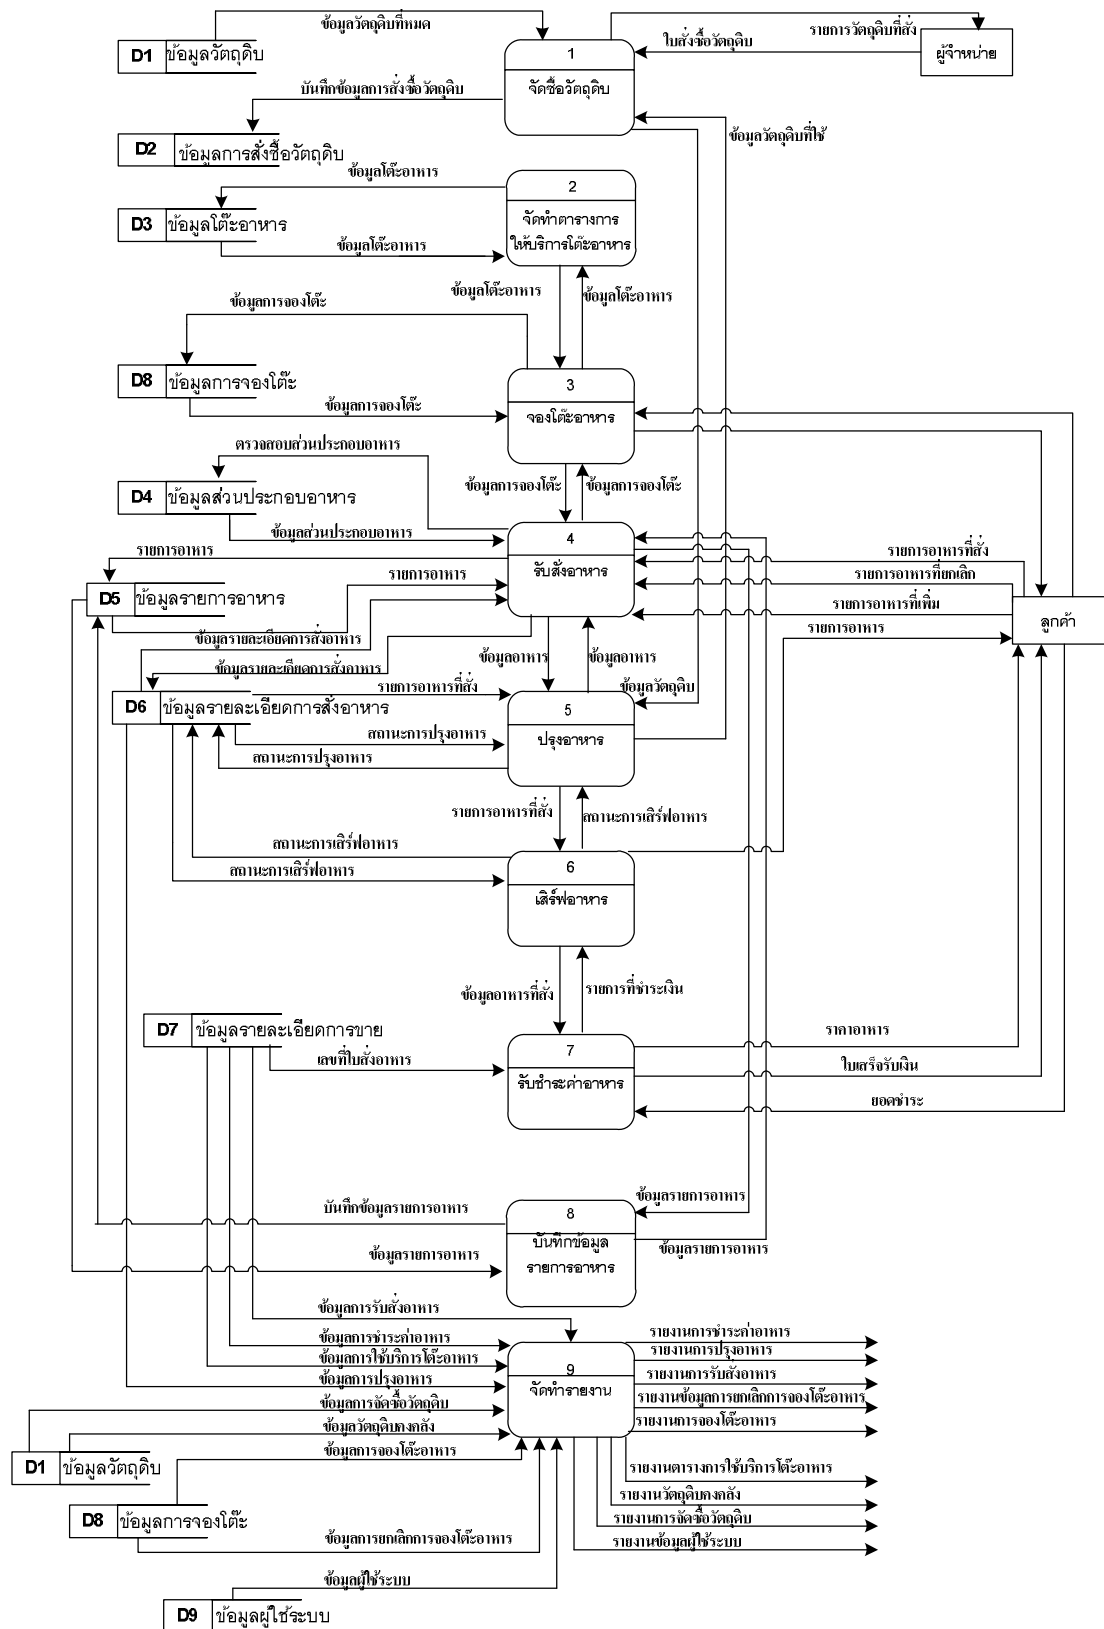 ข้อมูลวัตถุดิบที่หมด
รายการวัตถุดิบที่สั่ง
D1 ข้อมูลวัตถุดิบ
1
ใบสั่งซื้อวัตถุดิบ
ผู้จำหน่าย
จัดซื้อวัตถุดิบ
บันทึกข้อมูลการสั่งซื้อวัตถุดิบ
ข้อมูลวัตถุดิบที่ใช้
D2 ข้อมูลการสั่งซื้อวัตถุดิบ
ข้อมูลโต๊ะอาหาร
2
D3 ข้อมูลโต๊ะอาหาร
จัดทำตารางการ
ให้บริการโต๊ะอาหาร
ข้อมูลโต๊ะอาหาร
ข้อมูลโต๊ะอาหาร
ข้อมูลโต๊ะอาหาร
ข้อมูลการจองโต๊ะ
D8 ข้อมูลการจองโต๊ะ
3
ข้อมูลการจองโต๊ะ
จองโต๊ะอาหาร
ตรวจสอบส่วนประกอบอาหาร
ข้อมูลการจองโต๊ะ
ข้อมูลการจองโต๊ะ
D4 ข้อมูลส่วนประกอบอาหาร
ข้อมูลส่วนประกอบอาหาร
4
รายการอาหาร
รายการอาหารที่สั่ง
รับสั่งอาหาร
รายการอาหาร
รายการอาหารที่ยกเลิก
D5 ข้อมูลรายการอาหาร
รายการอาหารที่เพิ่ม
ลูกค้า
ข้อมูลรายละเอียดการสั่งอาหาร
รายการอาหาร
ข้อมูลอาหาร
ข้อมูลอาหาร
ข้อมูลรายละเอียดการสั่งอาหาร
รายการอาหารที่สั่ง
ข้อมูลวัตถุดิบ
D6 ข้อมูลรายละเอียดการสั่งอาหาร
5
ปรุงอาหาร
สถานะการปรุงอาหาร
สถานะการปรุงอาหาร
รายการอาหารที่สั่ง
สถานะการเสิร์ฟอาหาร
สถานะการเสิร์ฟอาหาร
สถานะการเสิร์ฟอาหาร
6
เสิร์ฟอาหาร
ข้อมูลอาหารที่สั่ง
รายการที่ชำระเงิน
D7 ข้อมูลรายละเอียดการขาย
ราคาอาหาร
เลขที่ใบสั่งอาหาร
7
ใบเสร็จรับเงิน
รับชำระค่าอาหาร
ยอดชำระ
ข้อมูลรายการอาหาร
บันทึกข้อมูลรายการอาหาร
8
บันทึกข้อมูล
รายการอาหาร
ข้อมูลรายการอาหาร
ข้อมูลรายการอาหาร
ข้อมูลการรับสั่งอาหาร
ข้อมูลการชำระค่าอาหาร
รายงานการชำระค่าอาหาร
ข้อมูลการใช้บริการโต๊ะอาหาร
รายงานการปรุงอาหาร
9
ข้อมูลการปรุงอาหาร
รายงานการรับสั่งอาหาร
จัดทำรายงาน
ข้อมูลการจัดซื้อวัตถุดิบ
รายงานข้อมูลการยกเลิกการจองโต๊ะอาหาร
ข้อมูลวัตถุดิบคงคลัง
รายงานการจองโต๊ะอาหาร
ข้อมูลการจองโต๊ะอาหาร
D1 ข้อมูลวัตถุดิบ
รายงานตารางการใช้บริการโต๊ะอาหาร
รายงานวัตถุดิบคงคลัง
D8 ข้อมูลการจองโต๊ะ
รายงานการจัดซื้อวัตถุดิบ
ข้อมูลการยกเลิกการจองโต๊ะอาหาร
รายงานข้อมูลผู้ใช้ระบบ
ข้อมูลผู้ใช้ระบบ
D9 ข้อมูลผู้ใช้ระบบ